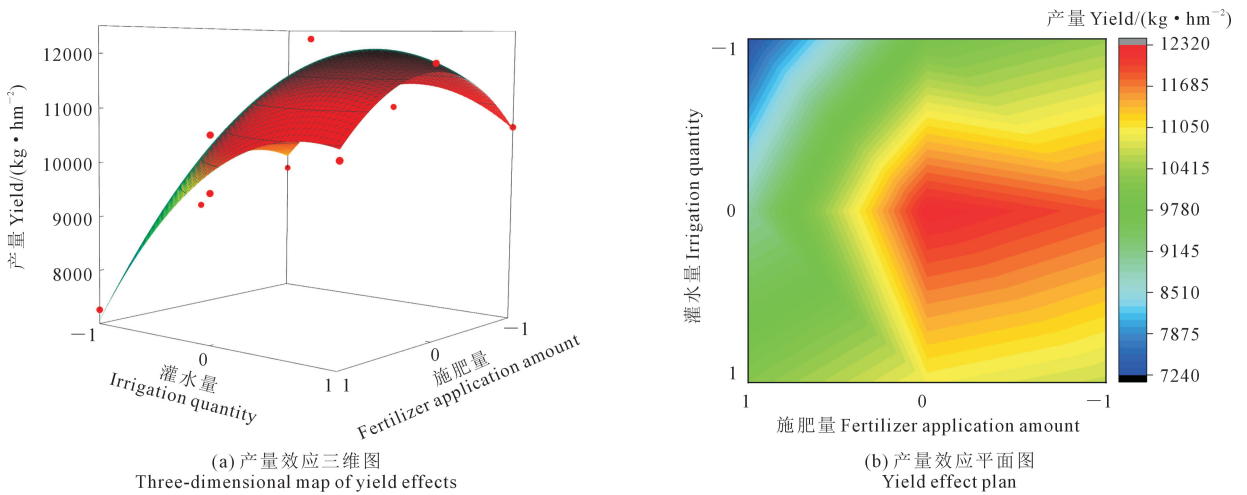 12000
11000
10000
9000
8000
产量 Yield/(kg·hm⁻²)
−1
0
1
灌水量
Irrigation quantity
1
0
−1
施肥量
Fertilizer application amount
(a) 产量效应三维图
Three-dimensional map of yield effects
产量 Yield/(kg·hm⁻²)
−1
0
1
灌水量 Irrigation quantity
1
0
−1
施肥量 Fertilizer application amount
12320
11685
11050
10415
9780
9145
8510
7875
7240
(b) 产量效应平面图
Yield effect plan